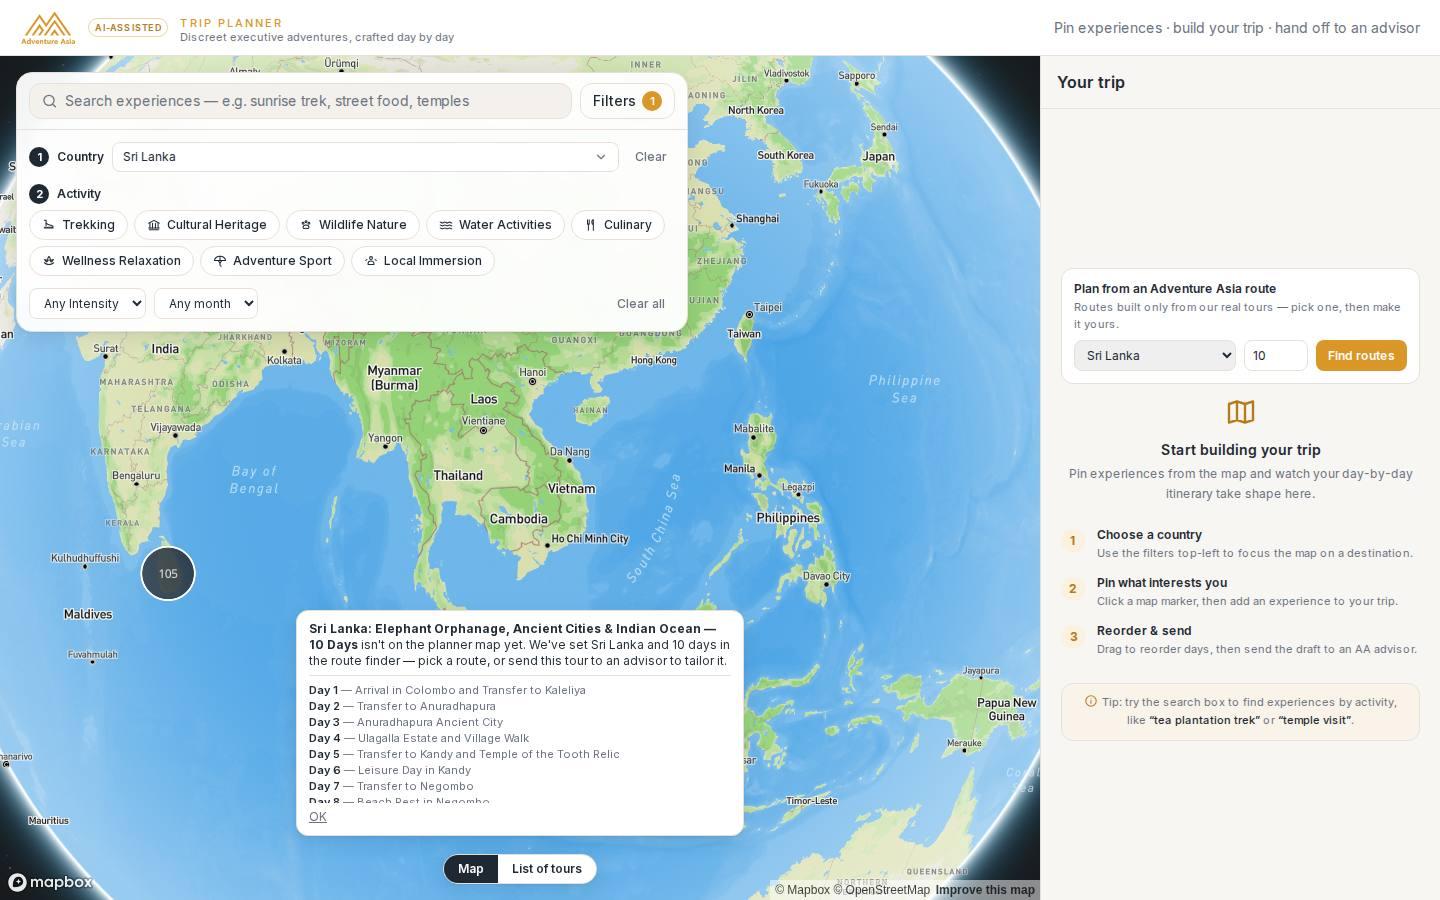 Adventure Asia
AI-ASSISTED
TRIP PLANNER
Discreet executive adventures, crafted day by day
Pin experiences · build your trip · hand off to an advisor
Search experiences — e.g. sunrise trek, street food, temples
Filters 1
1 Country Sri Lanka Clear
2 Activity
Trekking Cultural Heritage Wildlife Nature Water Activities Culinary
Wellness Relaxation Adventure Sport Local Immersion
Any Intensity Any month Clear all
Your trip
Plan from an Adventure Asia route
Routes built only from our real tours — pick one, then make
it yours.
Sri Lanka 10 Find routes
Start building your trip
Pin experiences from the map and watch your day-by-day
itinerary take shape here.
1 Choose a country
Use the filters top-left to focus the map on a destination.
2 Pin what interests you
Click a map marker, then add an experience to your trip.
3 Reorder & send
Drag to reorder days, then send the draft to an AA advisor.
Tip: try the search box to find experiences by activity,
like “tea plantation trek” or “temple visit”.
Almaty
Ürümqi
INNER
JILIN
Vladivostok
Sapporo
North Korea
Sendai
South Korea
Japan
Fukuoka
Shanghai
ZHEJIANG
Taipei
Taiwan
GUANGDONG
GUANGXI
Hong Kong
MIZORAM
JHARKHAND
Surat
India
Kolkata
MAHARASHTRA
ODISHA
TELANGANA
Vijayawada
KARNATAKA
Bengaluru
KERALA
Bay of
Bengal
Myanmar
(Burma)
Yangon
Hanoi
Laos
Vientiane
HAINAN
Da Nang
Thailand
Vietnam
Cambodia
Ho Chi Minh City
South China Sea
Philippine
Sea
Mabalite
Manila
Legazpi
Philippines
Davao City
Kulhudhuffushi
105
Maldives
Fuvahmulah
Mauritius
Jayapura
Papua New
Guinea
Merauke
Timor-Leste
QUEENSLAND
NORTHERN
Sri Lanka: Elephant Orphanage, Ancient Cities & Indian Ocean —
10 Days isn't on the planner map yet. We've set Sri Lanka and 10 days in
the route finder — pick a route, or send this tour to an advisor to tailor it.
Day 1 — Arrival in Colombo and Transfer to Kaleliya
Day 2 — Transfer to Anuradhapura
Day 3 — Anuradhapura Ancient City
Day 4 — Ulagalla Estate and Village Walk
Day 5 — Transfer to Kandy and Temple of the Tooth Relic
Day 6 — Leisure Day in Kandy
Day 7 — Transfer to Negombo
Day 8 — Beach Rest in Negombo
OK
Map List of tours
mapbox
© Mapbox © OpenStreetMap Improve this map